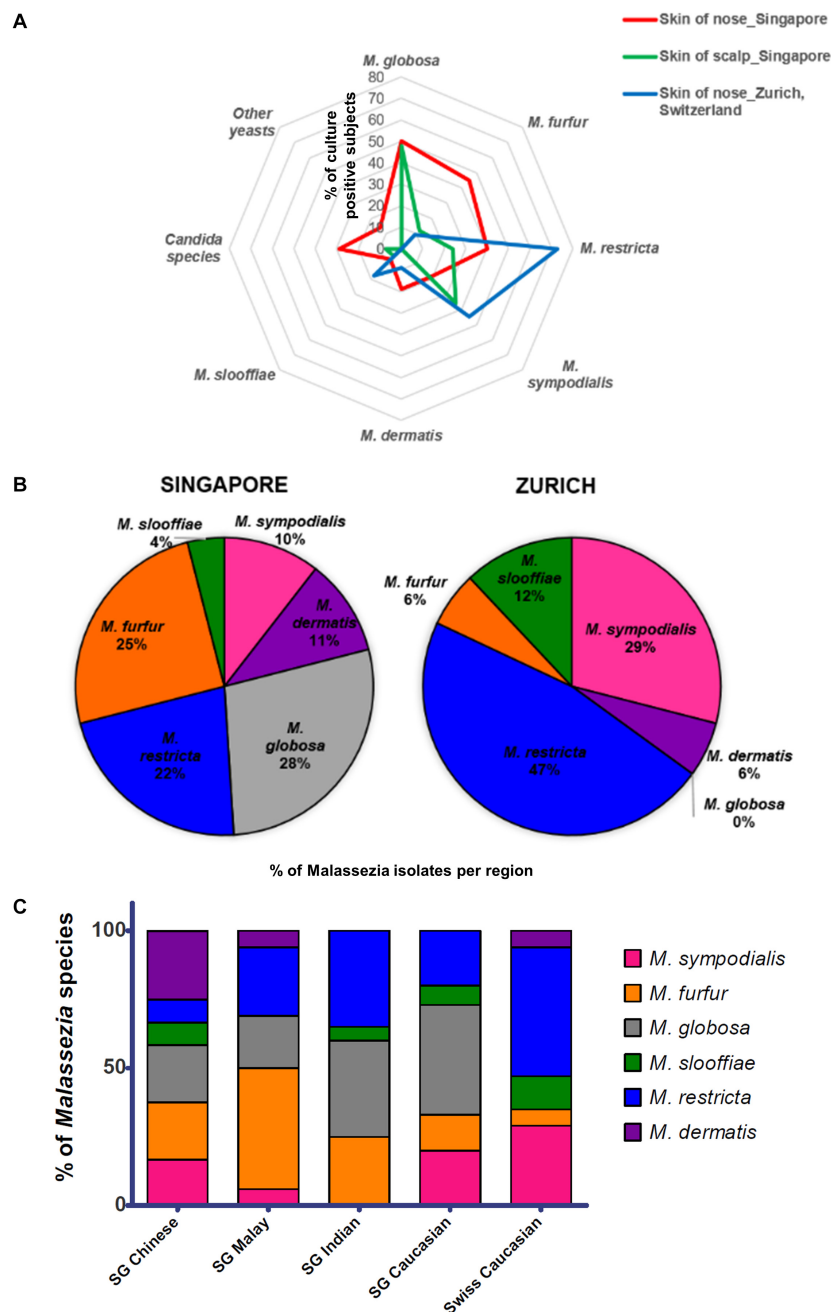 A
Skin of nose_Singapore
Skin of scalp_Singapore
Skin of nose_Zurich,
Switzerland
M. globosa
M. furfur
M. restricta
M.
sympodialis
M. dermatis
M. slooffiae
Candida
species
Other
yeasts
% of culture
positive subjects
80
70
60
50
40
30
20
10
0
B
SINGAPORE
M. slooffiae
4%
M. sympodialis
10%
M.
dermatis
11%
M.
globosa
28%
M.
restricta
22%
M. furfur
25%
ZURICH
M. furfur
6%
M.
slooffiae
12%
M. sympodialis
29%
M. dermatis
6%
M. globosa
0%
M. restricta
47%
% of Malassezia isolates per region
C
% of Malassezia species
100
50
0
SG Chinese
SG Malay
SG Indian
SG Caucasian
Swiss Caucasian
M. sympodialis
M. furfur
M. globosa
M. slooffiae
M. restricta
M. dermatis